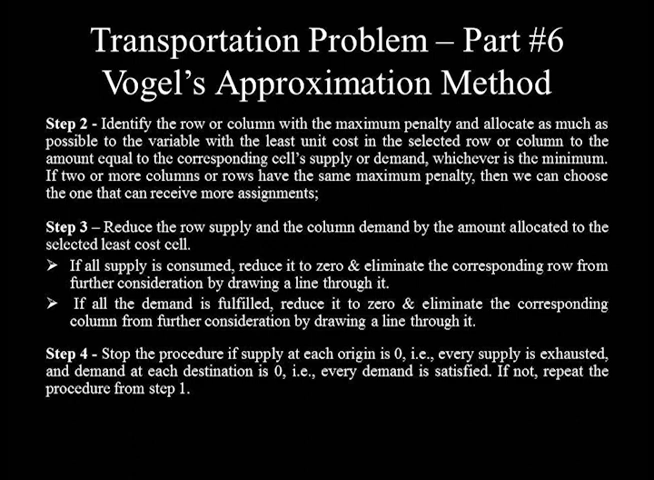 Transportation Problem – Part #6
Vogel's Approximation Method
Step 2 - Identify the row or column with the maximum penalty and allocate as much as
possible to the variable with the least unit cost in the selected row or column to the
amount equal to the corresponding cell's supply or demand, whichever is the minimum.
If two or more columns or rows have the same maximum penalty, then we can choose
the one that can receive more assignments;
Step 3 – Reduce the row supply and the column demand by the amount allocated to the
selected least cost cell.
➢ If all supply is consumed, reduce it to zero & eliminate the corresponding row from
further consideration by drawing a line through it.
➢ If all the demand is fulfilled, reduce it to zero & eliminate the corresponding
column from further consideration by drawing a line through it.
Step 4 - Stop the procedure if supply at each origin is 0, i.e., every supply is exhausted,
and demand at each destination is 0, i.e., every demand is satisfied. If not, repeat the
procedure from step 1.